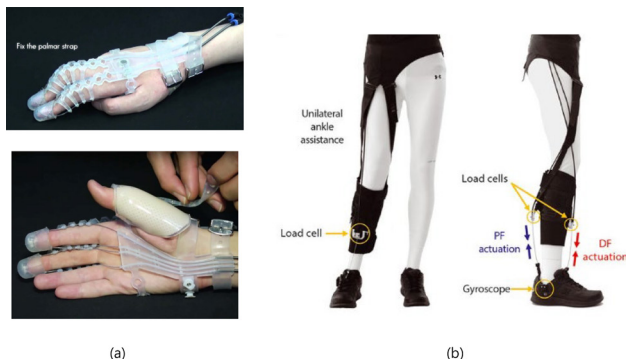 Fix the palmar strap
Unilateral
ankle
assistance
Load cell
Load cells
PF
actuation
DF
actuation
Gyroscope
(a)
(b)